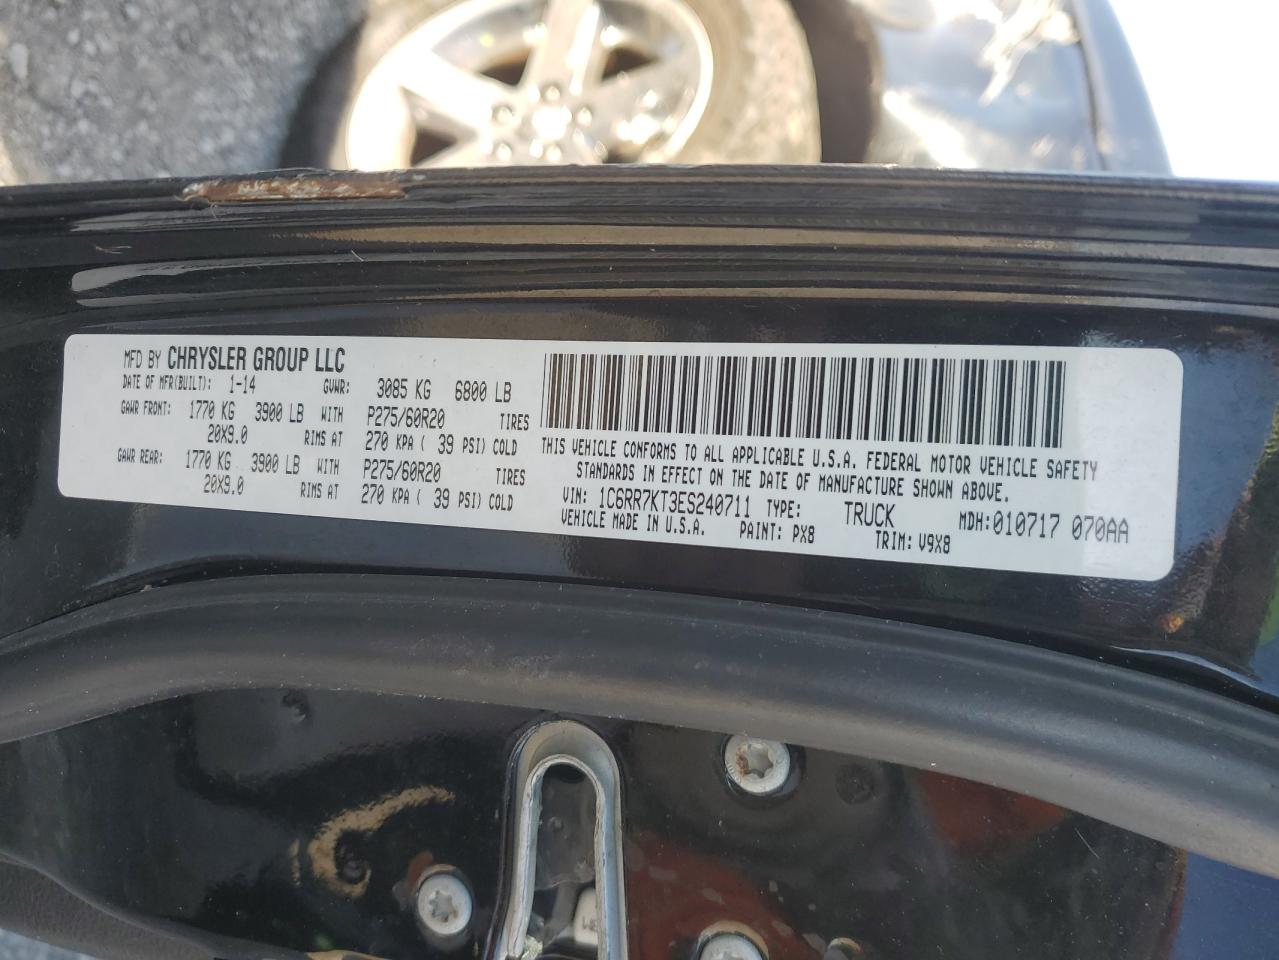 MFD BY CHRYSLER GROUP LLC
DATE OF MFR(BUILT): 1-14 GVWR: 3085 KG 6800 LB
GAWR FRONT: 1770 KG 3900 LB WITH P275/60R20 TIRES
20X9.0 RIMS AT 270 KPA ( 39 PSI) COLD
GAWR REAR: 1770 KG 3900 LB WITH P275/60R20 TIRES
20X9.0 RIMS AT 270 KPA ( 39 PSI) COLD
THIS VEHICLE CONFORMS TO ALL APPLICABLE U.S.A. FEDERAL MOTOR VEHICLE SAFETY
STANDARDS IN EFFECT ON THE DATE OF MANUFACTURE SHOWN ABOVE.
VIN: 1C6RR7KT3ES240711 TYPE: TRUCK MDH:010717 070AA
VEHICLE MADE IN U.S.A. PAINT: PX8 TRIM: V9X8